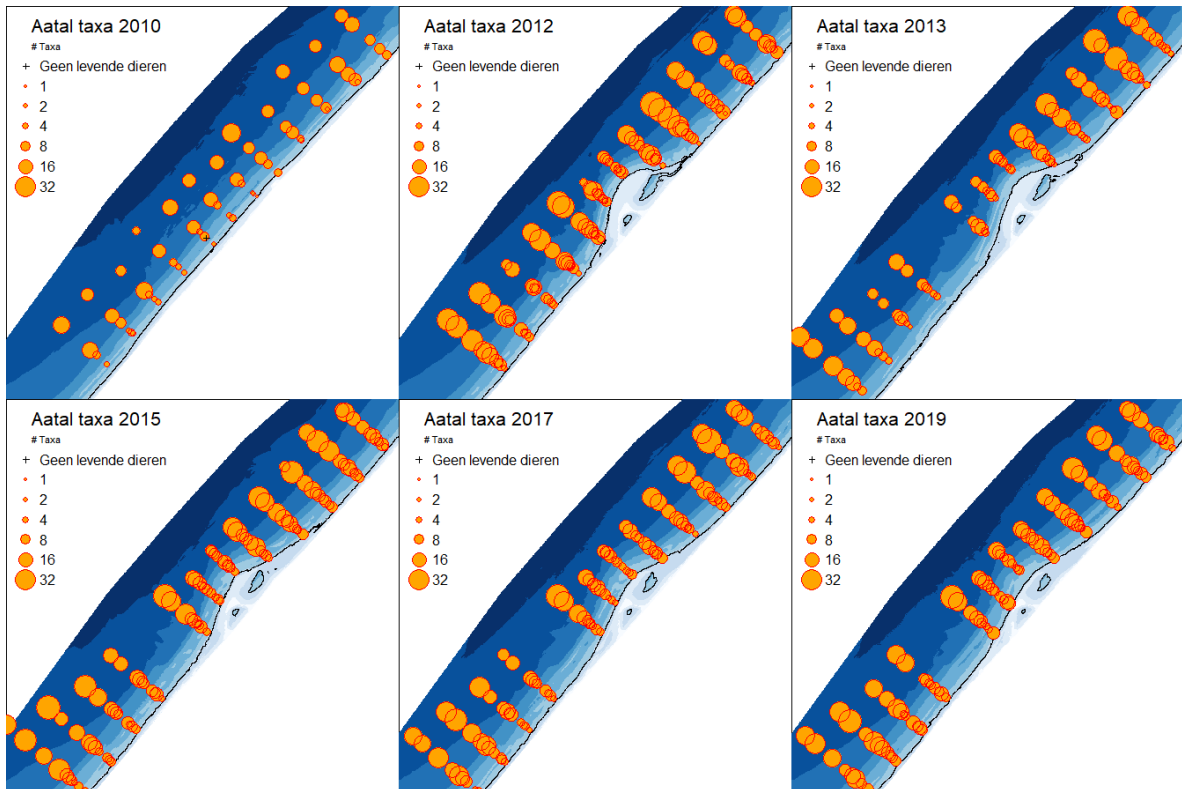 Aatal taxa 2010
# Taxa
Geen levende dieren
1
2
4
8
16
32
Aatal taxa 2012
# Taxa
Geen levende dieren
1
2
4
8
16
32
Aatal taxa 2013
# Taxa
Geen levende dieren
1
2
4
8
16
32
Aatal taxa 2015
# Taxa
Geen levende dieren
1
2
4
8
16
32
Aatal taxa 2017
# Taxa
Geen levende dieren
1
2
4
8
16
32
Aatal taxa 2019
# Taxa
Geen levende dieren
1
2
4
8
16
32